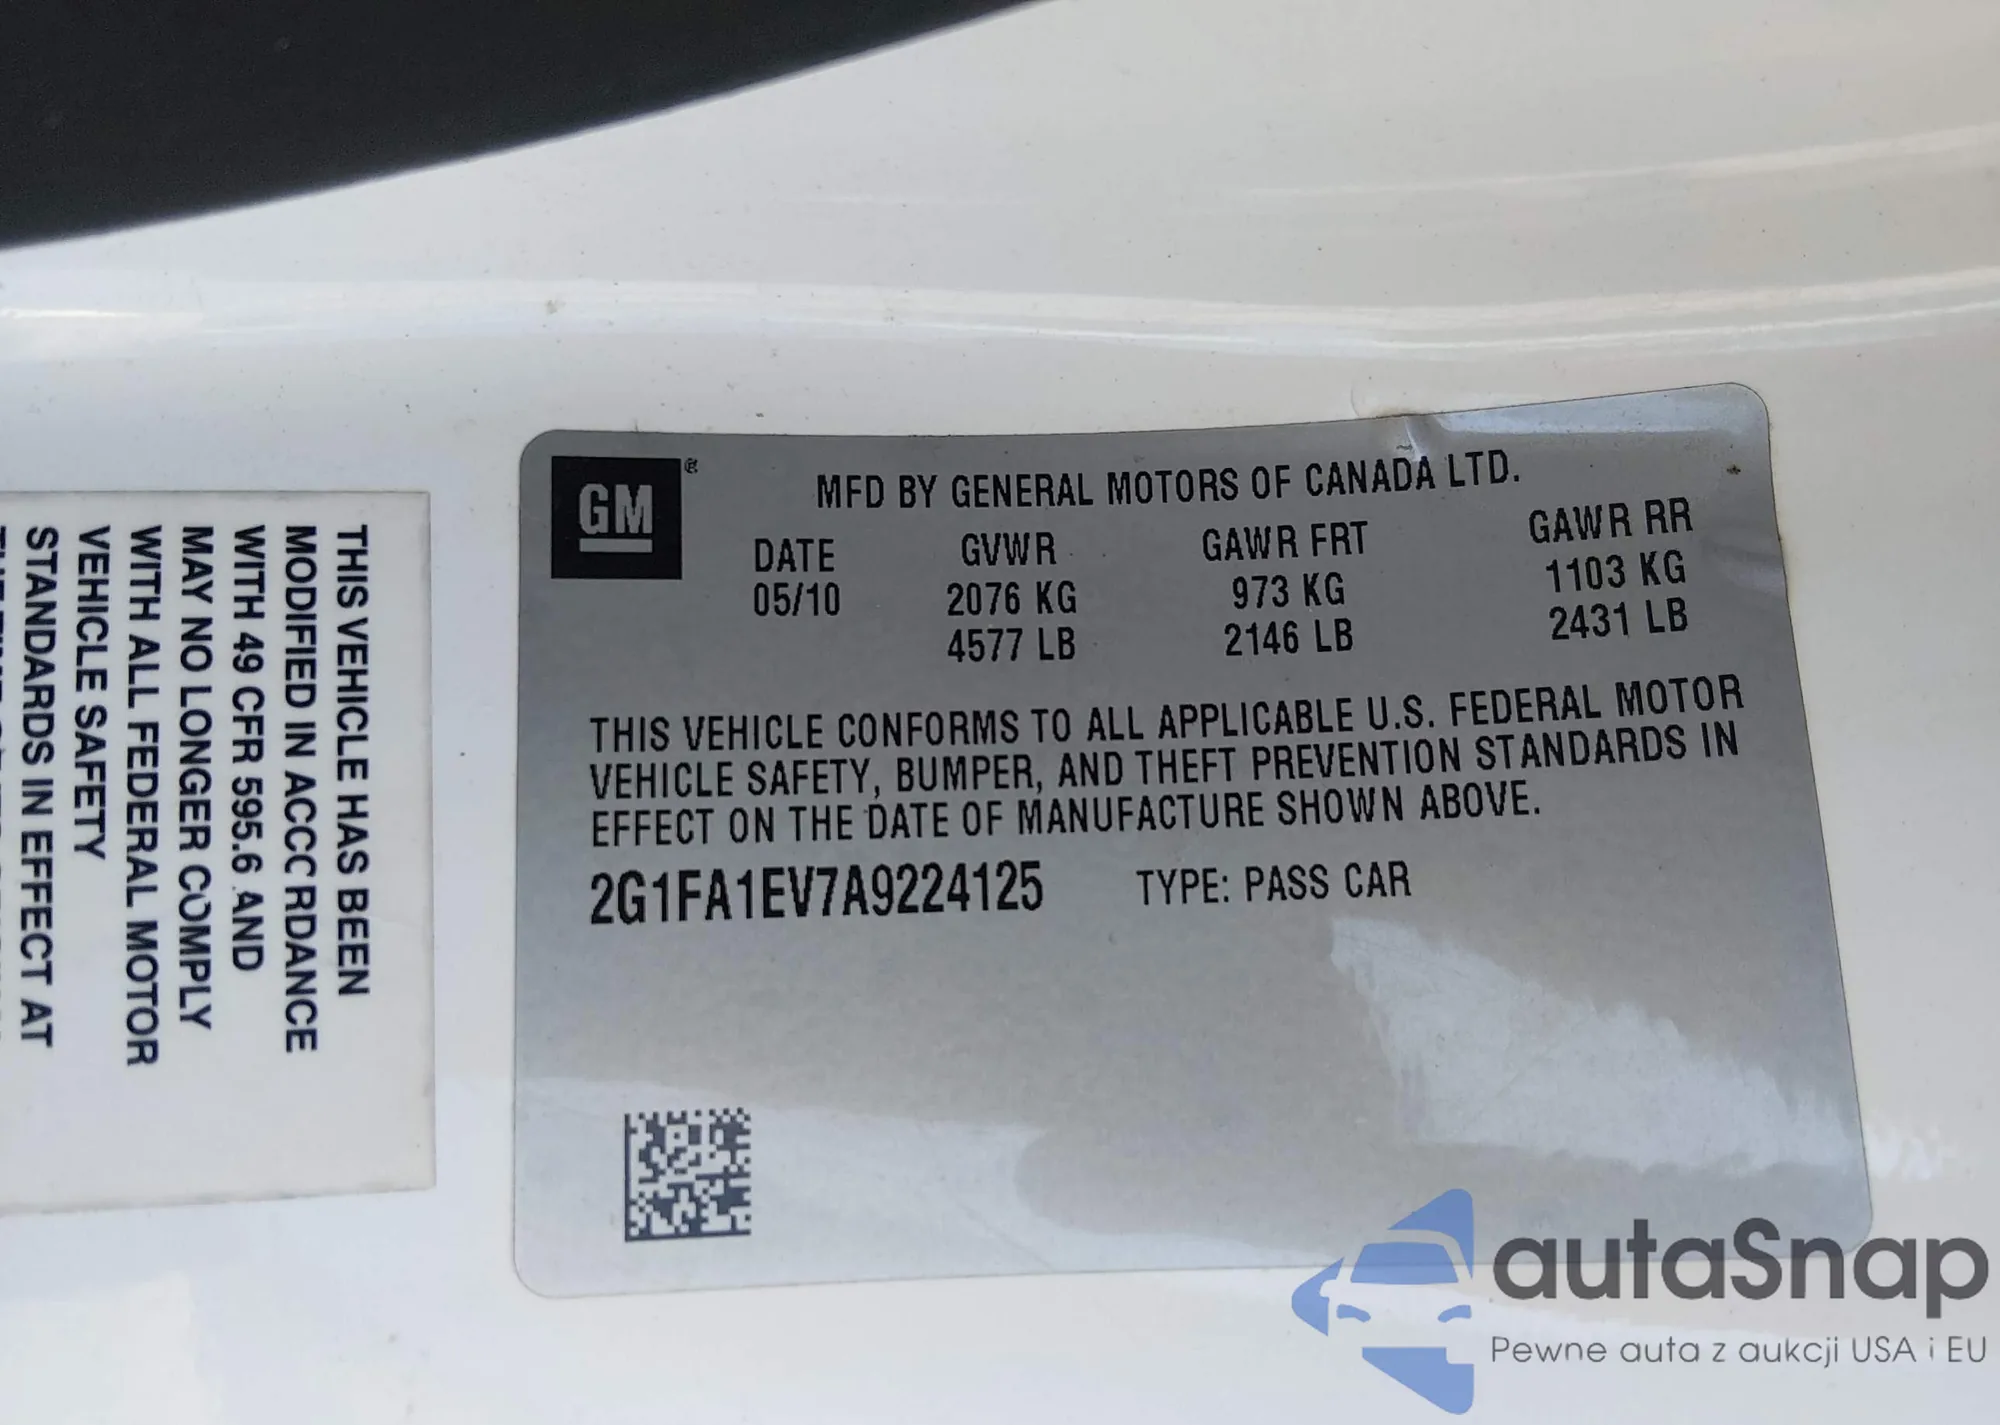 THIS VEHICLE HAS BEEN
MODIFIED IN ACCC RDANCE
WITH 49 CFR 595.6 AND
MAY NO LONGER COMPLY
WITH ALL FEDERAL MOTOR
VEHICLE SAFETY
STANDARDS IN EFFECT AT
GM®
MFD BY GENERAL MOTORS OF CANADA LTD.
DATE GVWR GAWR FRT GAWR RR
05/10 2076 KG 973 KG 1103 KG
4577 LB 2146 LB 2431 LB
THIS VEHICLE CONFORMS TO ALL APPLICABLE U.S. FEDERAL MOTOR
VEHICLE SAFETY, BUMPER, AND THEFT PREVENTION STANDARDS IN
EFFECT ON THE DATE OF MANUFACTURE SHOWN ABOVE.
2G1FA1EV7A9224125 TYPE: PASS CAR
autaSnap
Pewne auta z aukcji USA i EU